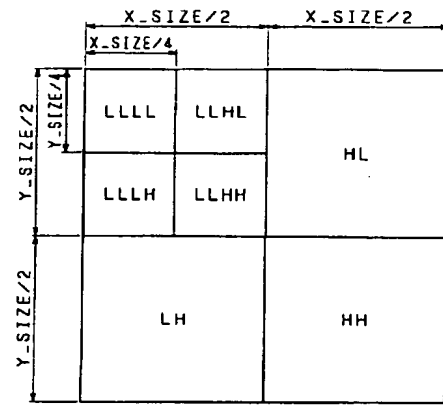 X_SIZE/2 X_SIZE/2
X_SIZE/4
Y_SIZE/2
Y_SIZE/4
LLLL LLHL
HL
LLLH LLHH
Y_SIZE/2
LH HH